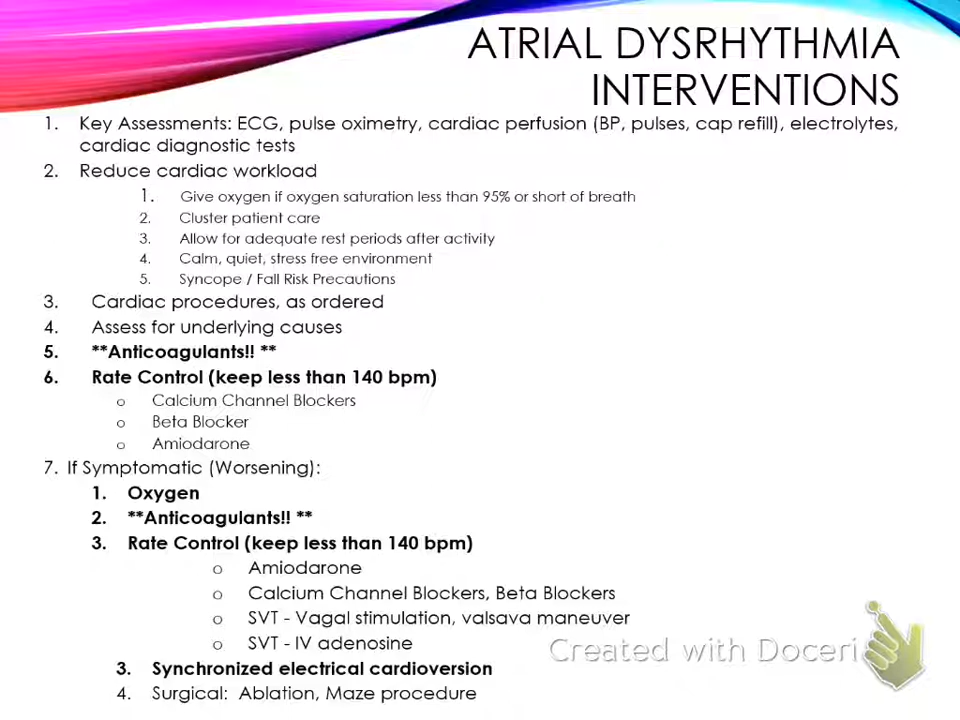 ATRIAL DYSRHYTHMIA
INTERVENTIONS
1. Key Assessments: ECG, pulse oximetry, cardiac perfusion (BP, pulses, cap refill), electrolytes,
cardiac diagnostic tests
2. Reduce cardiac workload
1. Give oxygen if oxygen saturation less than 95% or short of breath
2. Cluster patient care
3. Allow for adequate rest periods after activity
4. Calm, quiet, stress free environment
5. Syncope / Fall Risk Precautions
3. Cardiac procedures, as ordered
4. Assess for underlying causes
5. **Anticoagulants!! **
6. Rate Control (keep less than 140 bpm)
o Calcium Channel Blockers
o Beta Blocker
o Amiodarone
7. If Symptomatic (Worsening):
1. Oxygen
2. **Anticoagulants!! **
3. Rate Control (keep less than 140 bpm)
o Amiodarone
o Calcium Channel Blockers, Beta Blockers
o SVT - Vagal stimulation, valsava maneuver
o SVT - IV adenosine
3. Synchronized electrical cardioversion
4. Surgical: Ablation, Maze procedure
Created with Doceri